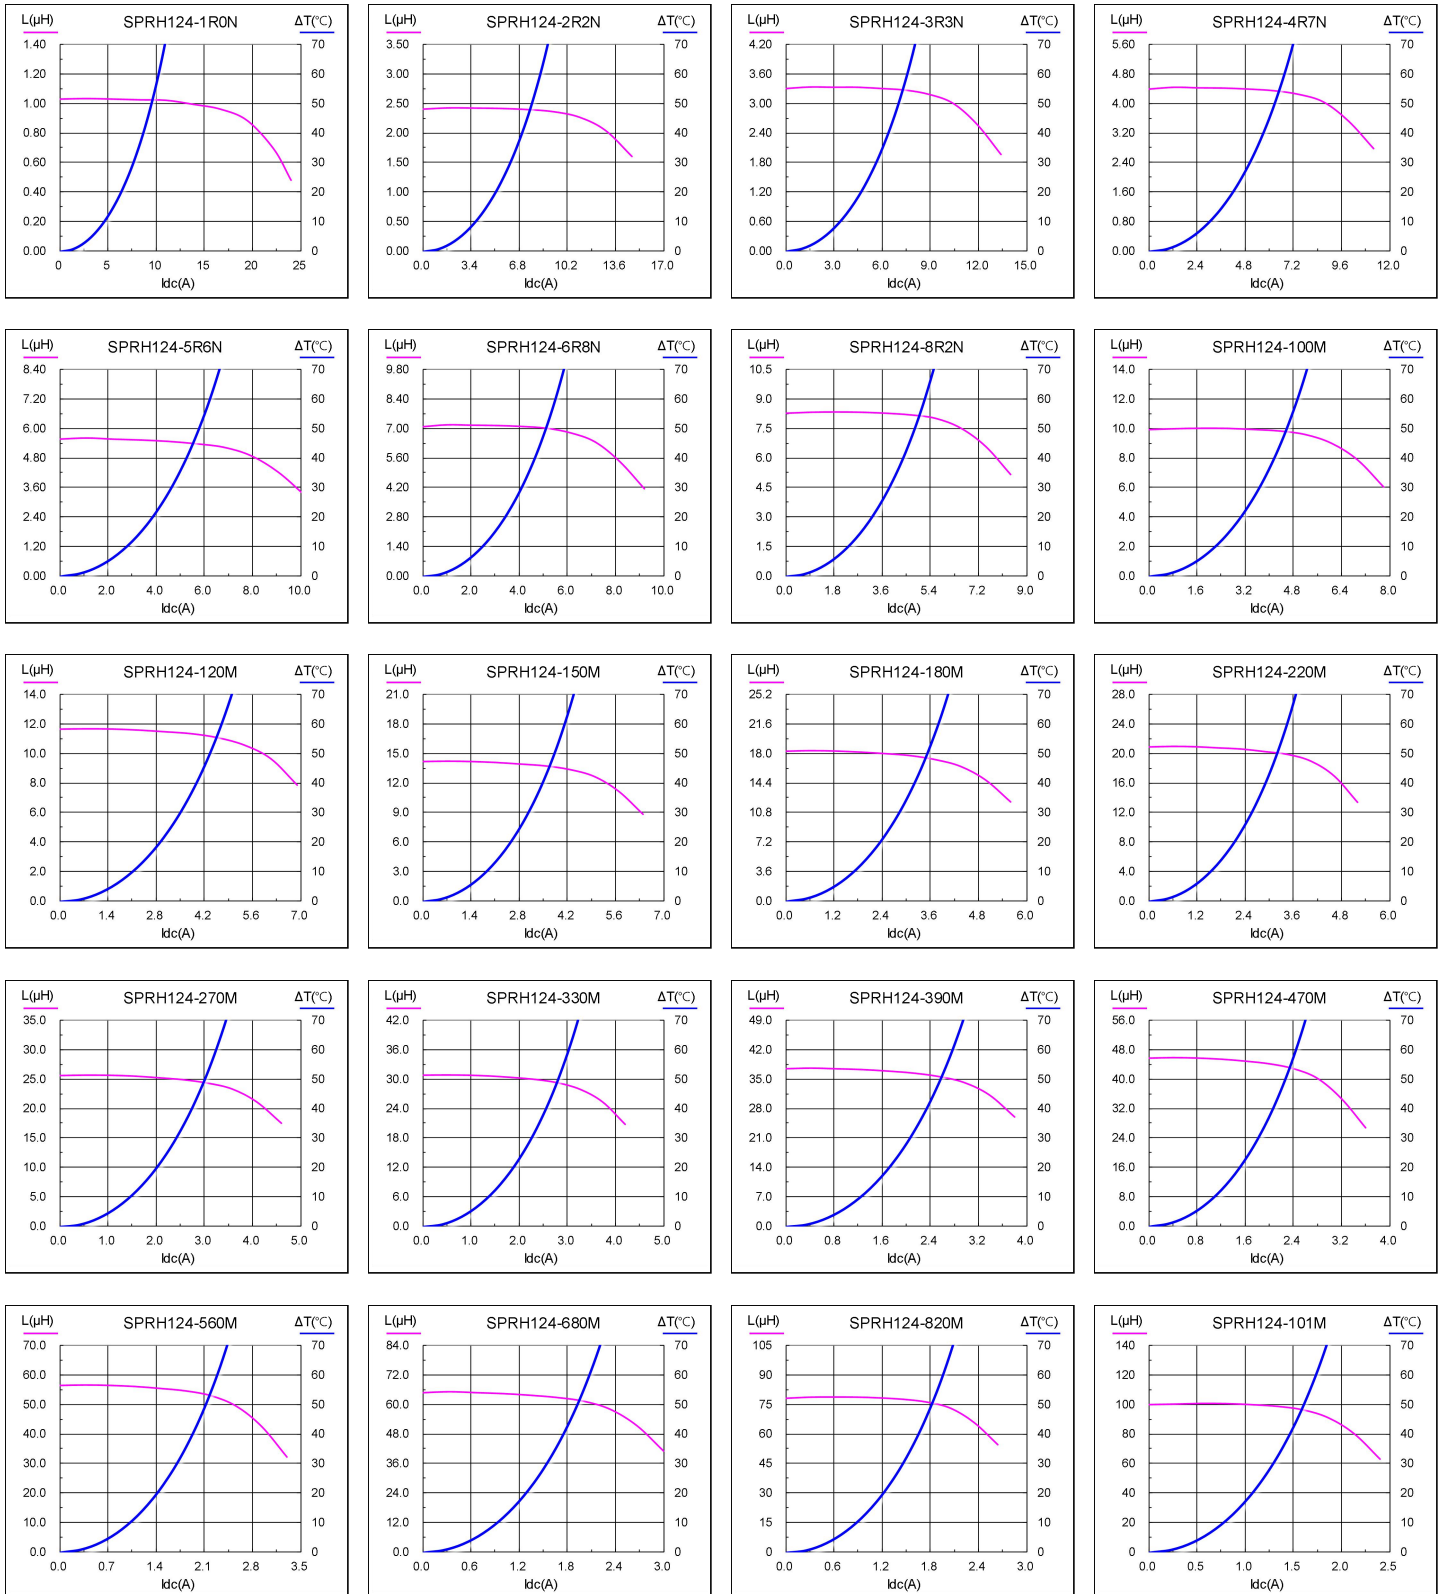 L(μH) SPRH124-1R0N ΔT(℃)
1.40 70
1.20 60
1.00 50
0.80 40
0.60 30
0.40 20
0.20 10
0.00 0
0 5 10 15 20 25
Idc(A)
L(μH) SPRH124-2R2N ΔT(℃)
3.50 70
3.00 60
2.50 50
2.00 40
1.50 30
1.00 20
0.50 10
0.00 0
0.0 3.4 6.8 10.2 13.6 17.0
Idc(A)
L(μH) SPRH124-3R3N ΔT(℃)
4.20 70
3.60 60
3.00 50
2.40 40
1.80 30
1.20 20
0.60 10
0.00 0
0.0 3.0 6.0 9.0 12.0 15.0
Idc(A)
L(μH) SPRH124-4R7N ΔT(℃)
5.60 70
4.80 60
4.00 50
3.20 40
2.40 30
1.60 20
0.80 10
0.00 0
0.0 2.4 4.8 7.2 9.6 12.0
Idc(A)
L(μH) SPRH124-5R6N ΔT(℃)
8.40 70
7.20 60
6.00 50
4.80 40
3.60 30
2.40 20
1.20 10
0.00 0
0.0 2.0 4.0 6.0 8.0 10.0
Idc(A)
L(μH) SPRH124-6R8N ΔT(℃)
9.80 70
8.40 60
7.00 50
5.60 40
4.20 30
2.80 20
1.40 10
0.00 0
0.0 2.0 4.0 6.0 8.0 10.0
Idc(A)
L(μH) SPRH124-8R2N ΔT(℃)
10.5 70
9.0 60
7.5 50
6.0 40
4.5 30
3.0 20
1.5 10
0.0 0
0.0 1.8 3.6 5.4 7.2 9.0
Idc(A)
L(μH) SPRH124-100M ΔT(℃)
14.0 70
12.0 60
10.0 50
8.0 40
6.0 30
4.0 20
2.0 10
0.0 0
0.0 1.6 3.2 4.8 6.4 8.0
Idc(A)
L(μH) SPRH124-120M ΔT(℃)
14.0 70
12.0 60
10.0 50
8.0 40
6.0 30
4.0 20
2.0 10
0.0 0
0.0 1.4 2.8 4.2 5.6 7.0
Idc(A)
L(μH) SPRH124-150M ΔT(℃)
21.0 70
18.0 60
15.0 50
12.0 40
9.0 30
6.0 20
3.0 10
0.0 0
0.0 1.4 2.8 4.2 5.6 7.0
Idc(A)
L(μH) SPRH124-180M ΔT(℃)
25.2 70
21.6 60
18.0 50
14.4 40
10.8 30
7.2 20
3.6 10
0.0 0
0.0 1.2 2.4 3.6 4.8 6.0
Idc(A)
L(μH) SPRH124-220M ΔT(℃)
28.0 70
24.0 60
20.0 50
16.0 40
12.0 30
8.0 20
4.0 10
0.0 0
0.0 1.2 2.4 3.6 4.8 6.0
Idc(A)
L(μH) SPRH124-270M ΔT(℃)
35.0 70
30.0 60
25.0 50
20.0 40
15.0 30
10.0 20
5.0 10
0.0 0
0.0 1.0 2.0 3.0 4.0 5.0
Idc(A)
L(μH) SPRH124-330M ΔT(℃)
42.0 70
36.0 60
30.0 50
24.0 40
18.0 30
12.0 20
6.0 10
0.0 0
0.0 1.0 2.0 3.0 4.0 5.0
Idc(A)
L(μH) SPRH124-390M ΔT(℃)
49.0 70
42.0 60
35.0 50
28.0 40
21.0 30
14.0 20
7.0 10
0.0 0
0.0 0.8 1.6 2.4 3.2 4.0
Idc(A)
L(μH) SPRH124-470M ΔT(℃)
56.0 70
48.0 60
40.0 50
32.0 40
24.0 30
16.0 20
8.0 10
0.0 0
0.0 0.8 1.6 2.4 3.2 4.0
Idc(A)
L(μH) SPRH124-560M ΔT(℃)
70.0 70
60.0 60
50.0 50
40.0 40
30.0 30
20.0 20
10.0 10
0.0 0
0.0 0.7 1.4 2.1 2.8 3.5
Idc(A)
L(μH) SPRH124-680M ΔT(℃)
84.0 70
72.0 60
60.0 50
48.0 40
36.0 30
24.0 20
12.0 10
0.0 0
0.0 0.6 1.2 1.8 2.4 3.0
Idc(A)
L(μH) SPRH124-820M ΔT(℃)
105 70
90 60
75 50
60 40
45 30
30 20
15 10
0 0
0.0 0.6 1.2 1.8 2.4 3.0
Idc(A)
L(μH) SPRH124-101M ΔT(℃)
140 70
120 60
100 50
80 40
60 30
40 20
20 10
0 0
0.0 0.5 1.0 1.5 2.0 2.5
Idc(A)